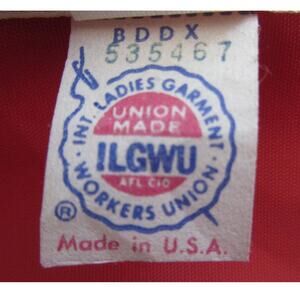 BDDX
535467
INT. LADIES GARMENT
UNION
MADE
ILGWU
AFL CIO
WORKERS UNION
®
Made in U.S.A.